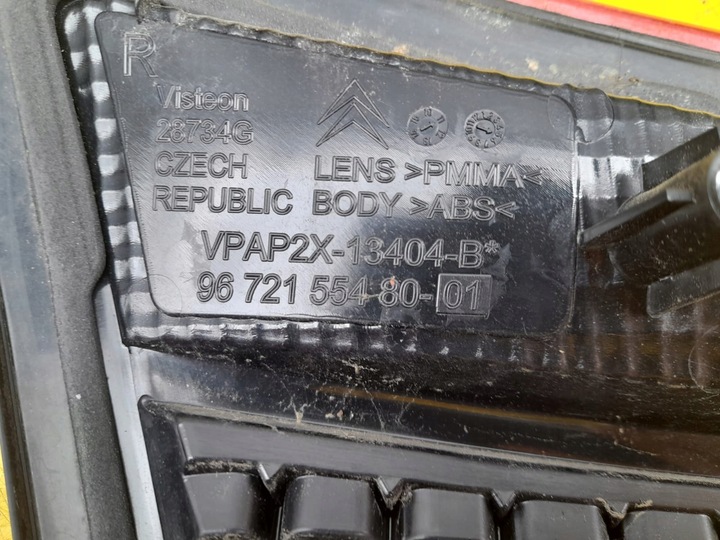 R
Visteon
28734G
CZECH LENS >PMMA<
REPUBLIC BODY >ABS<
VPAP2X-13404-B*
96 721 554 80-01